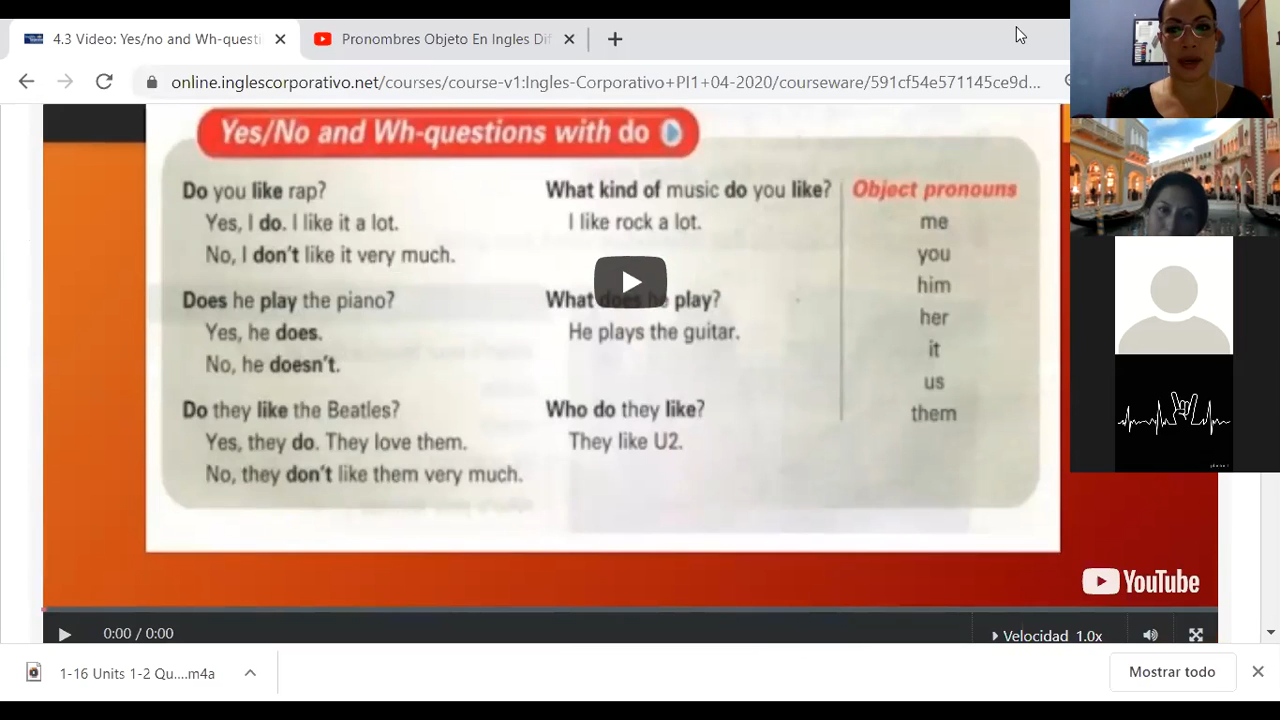 4.3 Video: Yes/no and Wh-questi
Pronombres Objeto En Ingles Dif
online.inglescorporativo.net/courses/course-v1:Ingles-Corporativo+PI1+04-2020/courseware/591cf54e571145ce9d...
Yes/No and Wh-questions with do
Do you like rap?
Yes, I do. I like it a lot.
No, I don't like it very much.
Does he play the piano?
Yes, he does.
No, he doesn't.
Do they like the Beatles?
Yes, they do. They love them.
No, they don't like them very much.
What kind of music do you like?
I like rock a lot.
What does he play?
He plays the guitar.
Who do they like?
They like U2.
Object pronouns
me
you
him
her
it
us
them
YouTube
0:00 / 0:00
Velocidad 1.0x
1-16 Units 1-2 Qu....m4a
Mostrar todo